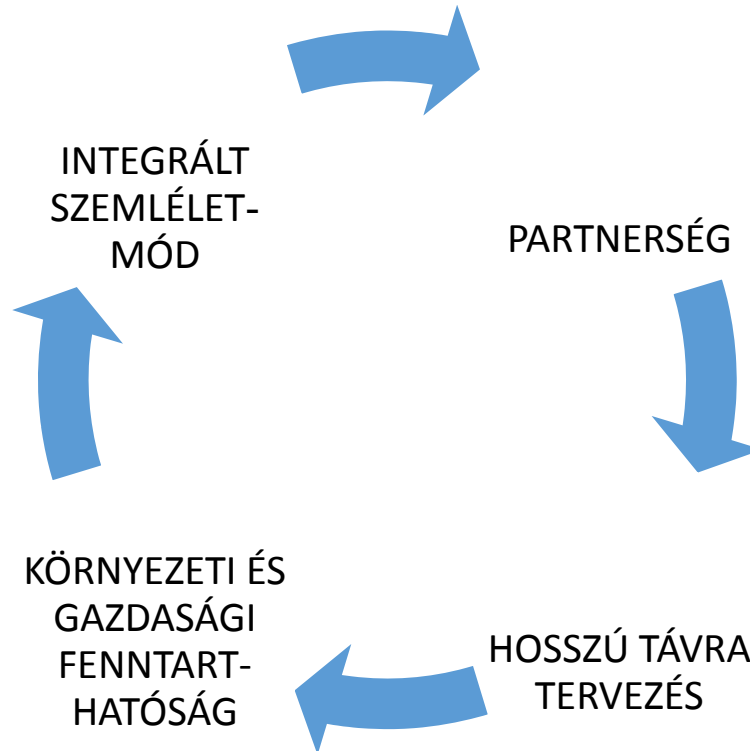 INTEGRÁLT
SZEMLÉLET-
MÓD
PARTNERSÉG
HOSSZÚ TÁVRA
TERVEZÉS
KÖRNYEZETI ÉS
GAZDASÁGI
FENNTART-
HATÓSÁG